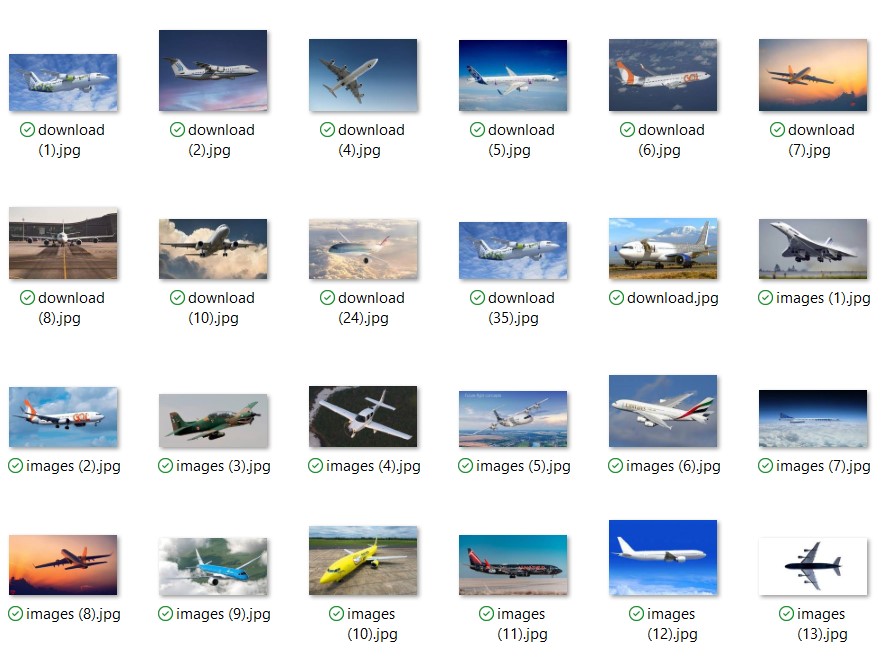 download (1).jpg
download (2).jpg
download (4).jpg
download (5).jpg
download (6).jpg
download (7).jpg
download (8).jpg
download (10).jpg
download (24).jpg
download (35).jpg
download.jpg
images (1).jpg
images (2).jpg
images (3).jpg
images (4).jpg
images (5).jpg
images (6).jpg
images (7).jpg
images (8).jpg
images (9).jpg
images (10).jpg
images (11).jpg
images (12).jpg
images (13).jpg